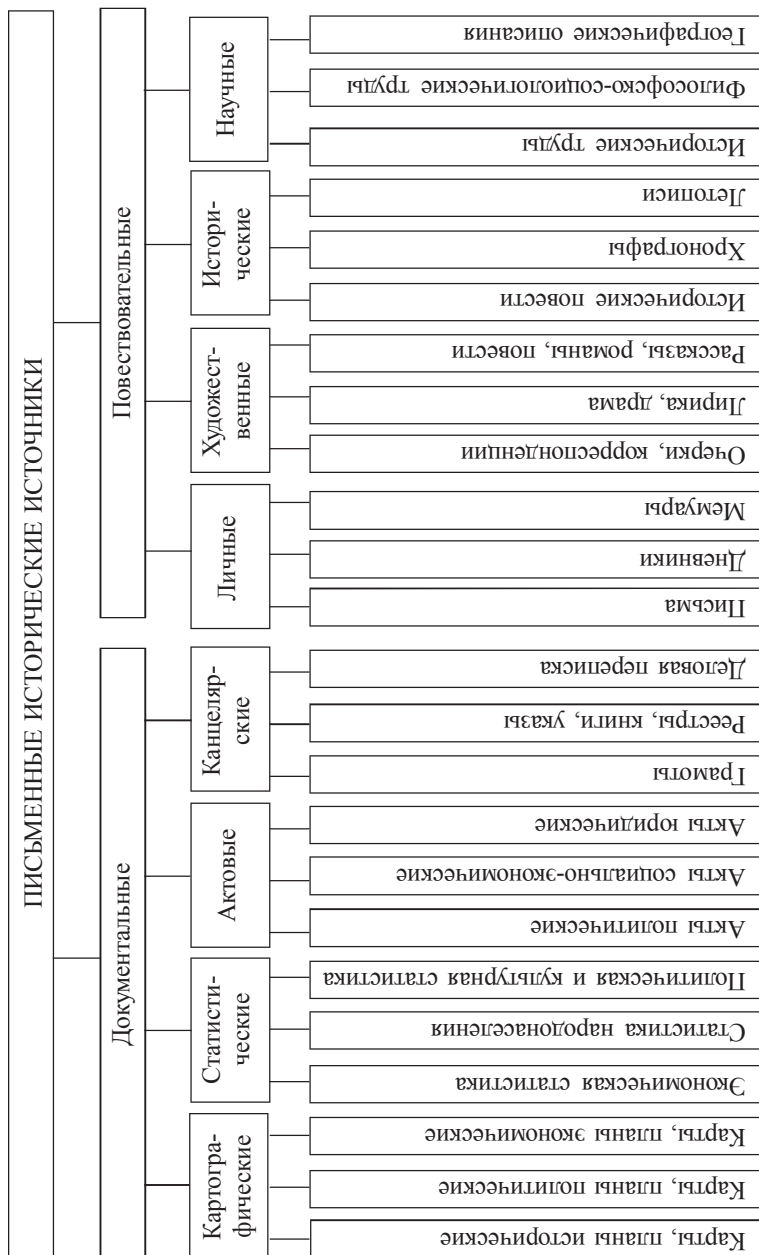 ПИСЬМЕННЫЕ ИСТОРИЧЕСКИЕ ИСТОЧНИКИ
Документальные
Повествовательные
Картогра-
фические
Статисти-
ческие
Актовые
Канцеляр-
ские
Личные
Художест-
венные
Истори-
ческие
Научные
Карты, планы исторические
Карты, планы политические
Карты, планы экономические
Экономическая статистика
Статистика народонаселения
Политическая и культурная статистика
Акты политические
Акты социально-экономические
Акты юридические
Грамоты
Реестры, книги, указы
Деловая переписка
Письма
Дневники
Мемуары
Очерки, корреспонденции
Лирика, драма
Рассказы, романы, повести
Исторические повести
Хронографы
Летописи
Исторические труды
Философско-социологические труды
Географические описания